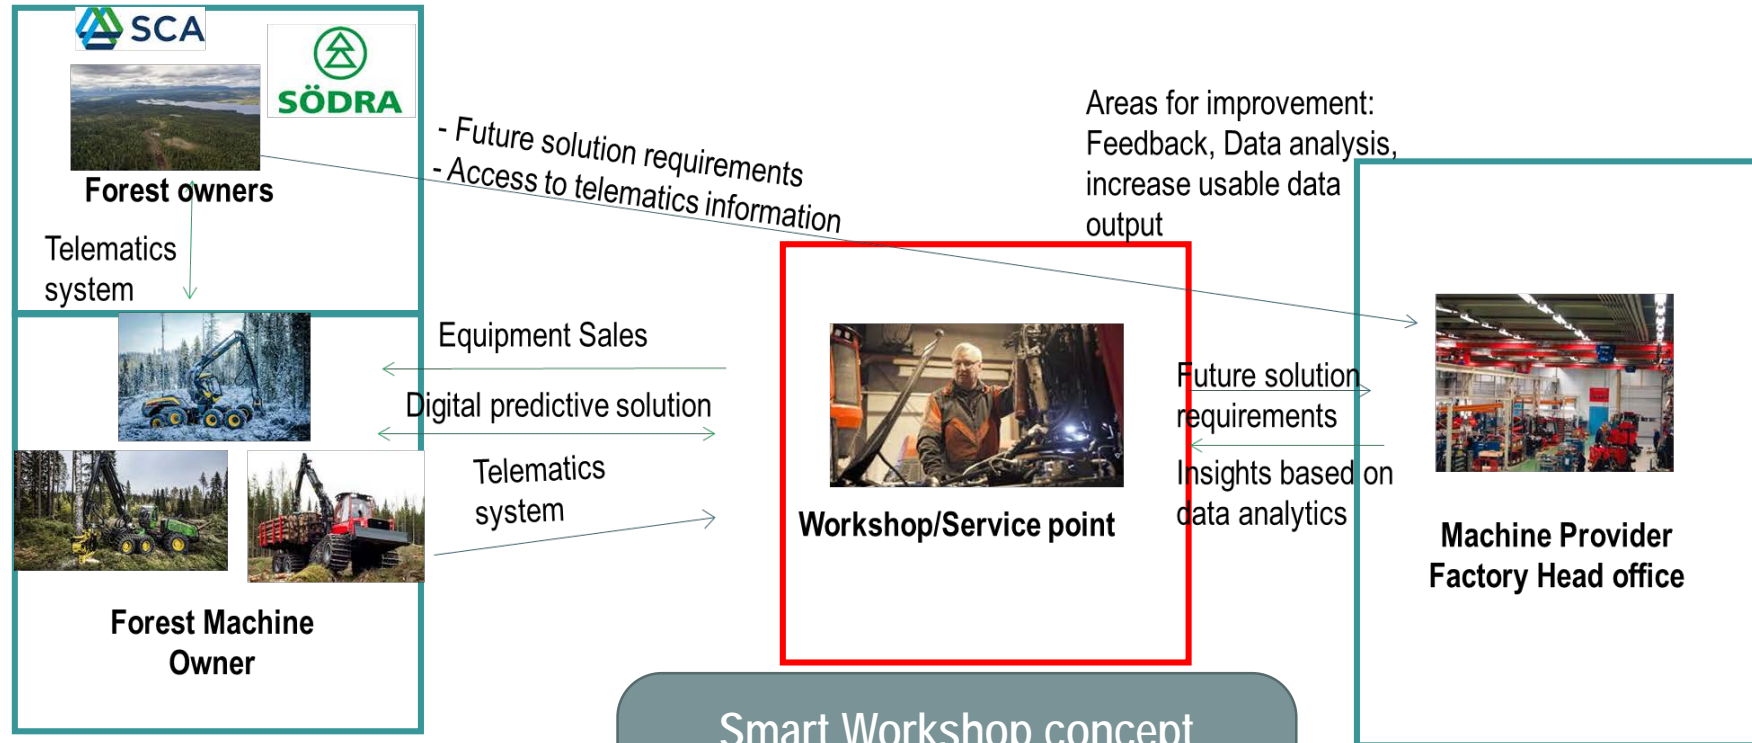 SCA
SÖDRA
Forest owners
Telematics
system
- Future solution requirements
- Access to telematics information
Areas for improvement:
Feedback, Data analysis,
increase usable data
output
Equipment Sales
Digital predictive solution
Telematics
system
Forest Machine
Owner
Workshop/Service point
Future solution
requirements
Insights based on
data analytics
Machine Provider
Factory Head office
Smart Workshop concept